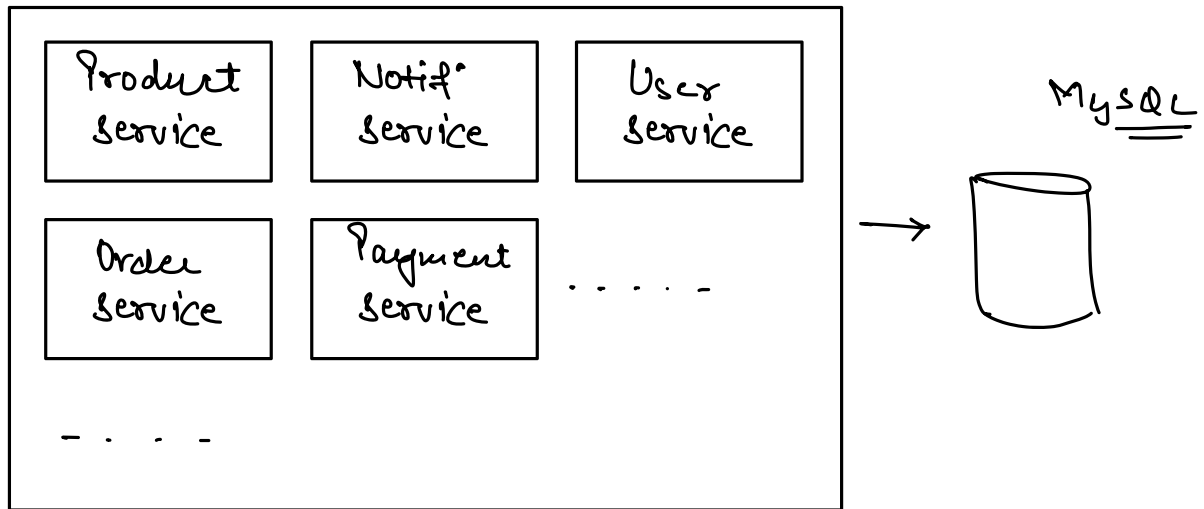 Product
Service
Notif"
Service
User
Service
MySQL
Order
Service
Payment
Service